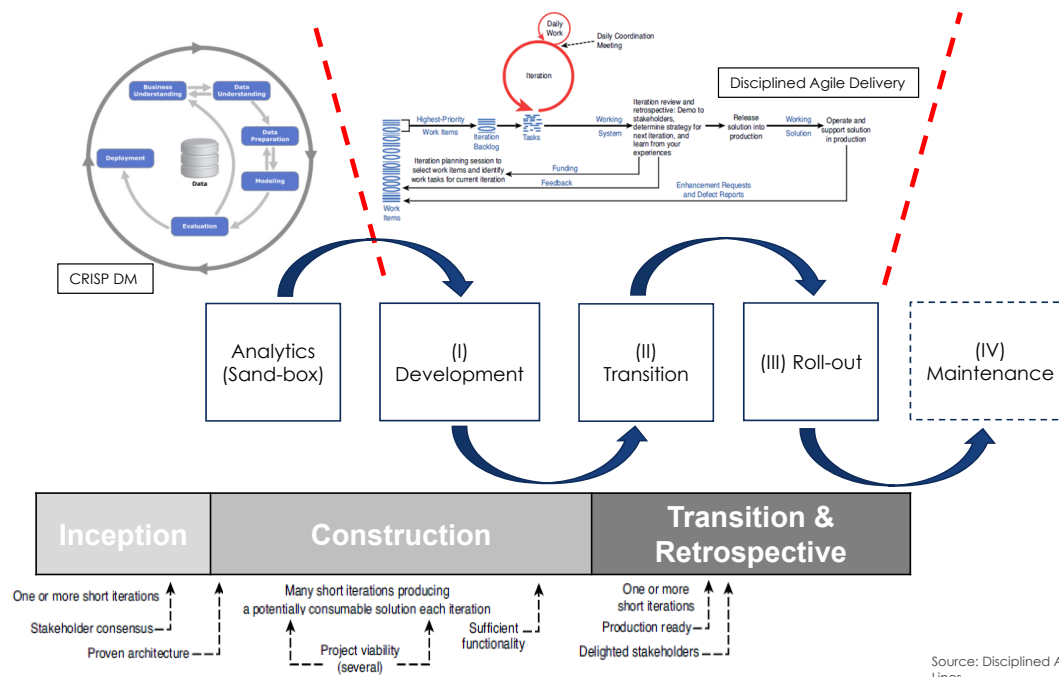 Business
Understanding
Data
Understanding
Data
Preparation
Modeling
Evaluation
Deployment
Data
CRISP DM
Daily
Work
Daily Coordination
Meeting
Iteration
Disciplined Agile Delivery
Highest-Priority
Work Items
Iteration
Backlog
Tasks
Working
System
Iteration review and
retrospective: Demo to
stakeholders,
determine strategy for
next iteration, and
learn from your
experiences
Release
solution into
production
Working
Solution
Operate and
support solution
in production
Iteration planning session to
select work items and identify
work tasks for current iteration
Funding
Feedback
Enhancement Requests
and Defect Reports
Work
Items
Analytics
(Sand-box)
(I)
Development
(II)
Transition
(III) Roll-out
(IV)
Maintenance
Inception
Construction
Transition &
Retrospective
One or more short iterations
Stakeholder consensus
Proven architecture
Many short iterations producing
a potentially consumable solution each iteration
Project viability
(several)
Sufficient
functionality
One or more
short iterations
Production ready
Delighted stakeholders
Source: Disciplined A
Lines